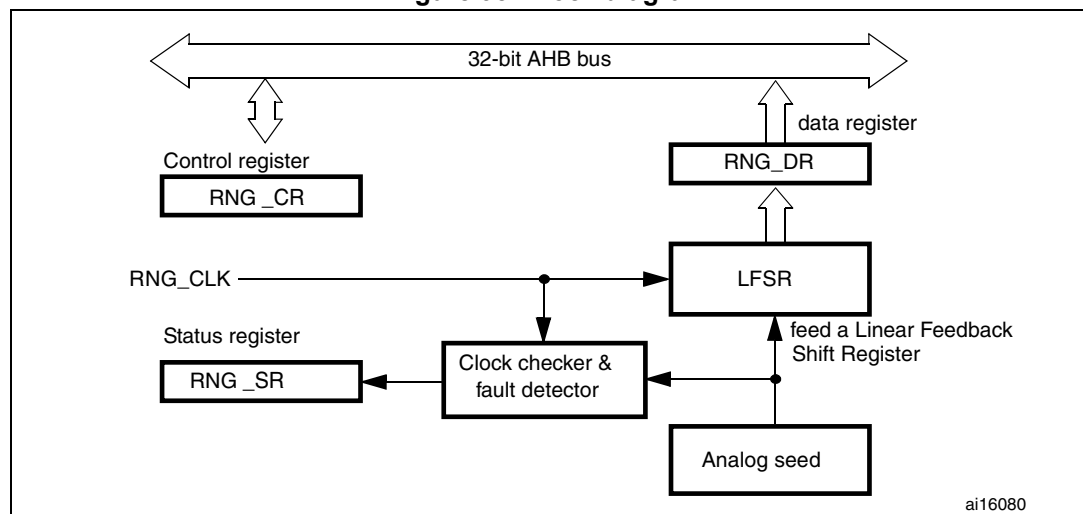 32-bit AHB bus
data register
Control register
RNG_DR
RNG _CR
RNG_CLK
LFSR
feed a Linear Feedback
Shift Register
Status register
Clock checker &
fault detector
RNG _SR
Analog seed
ai16080